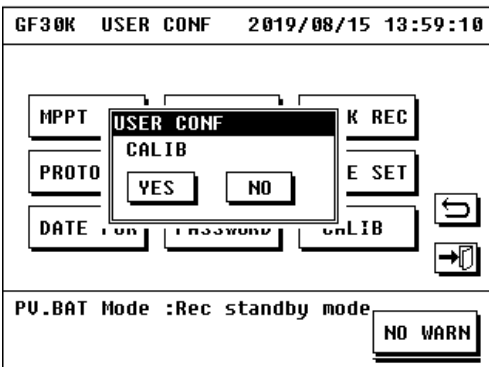 GF30K USER CONF 2019/08/15 13:59:10
MPPT K REC
USER CONF
CALIB
PROTO E SET
YES NO
DATE PASSWORD CALIB
PV.BAT Mode :Rec standby mode
NO WARN